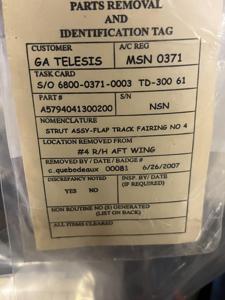 PARTS REMOVAL
AND
IDENTIFICATION TAG
CUSTOMER A/C REG
GA TELESIS MSN 0371
TASK CARD
S/O 6800-0371-0003 TD-300 61
PART # S/N
A5794041300200 NSN
NOMENCLATURE
STRUT ASSY-FLAP TRACK FAIRING NO 4
LOCATION REMOVED FROM
#4 R/H AFT WING
REMOVED BY / DATE / BADGE #
c.quebodeaux 00081 6/26/2007
DISCREPANCY NOTED INSP. BY/ DATE
YES NO (IF REQUIRED)
NON ROUTINE NO (S) GENERATED
(LIST ON BACK)
ALL ITEMS CLEARED